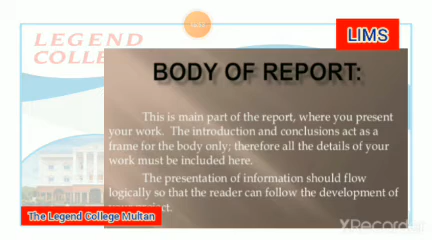 LIMS
LEGEND
COLLE
BODY OF REPORT:
This is main part of the report, where you present
your work. The introduction and conclusions act as a
frame for the body only; therefore all the details of your
work must be included here.
The presentation of information should flow
logically so that the reader can follow the development of
The Legend College Multan
XRecorder